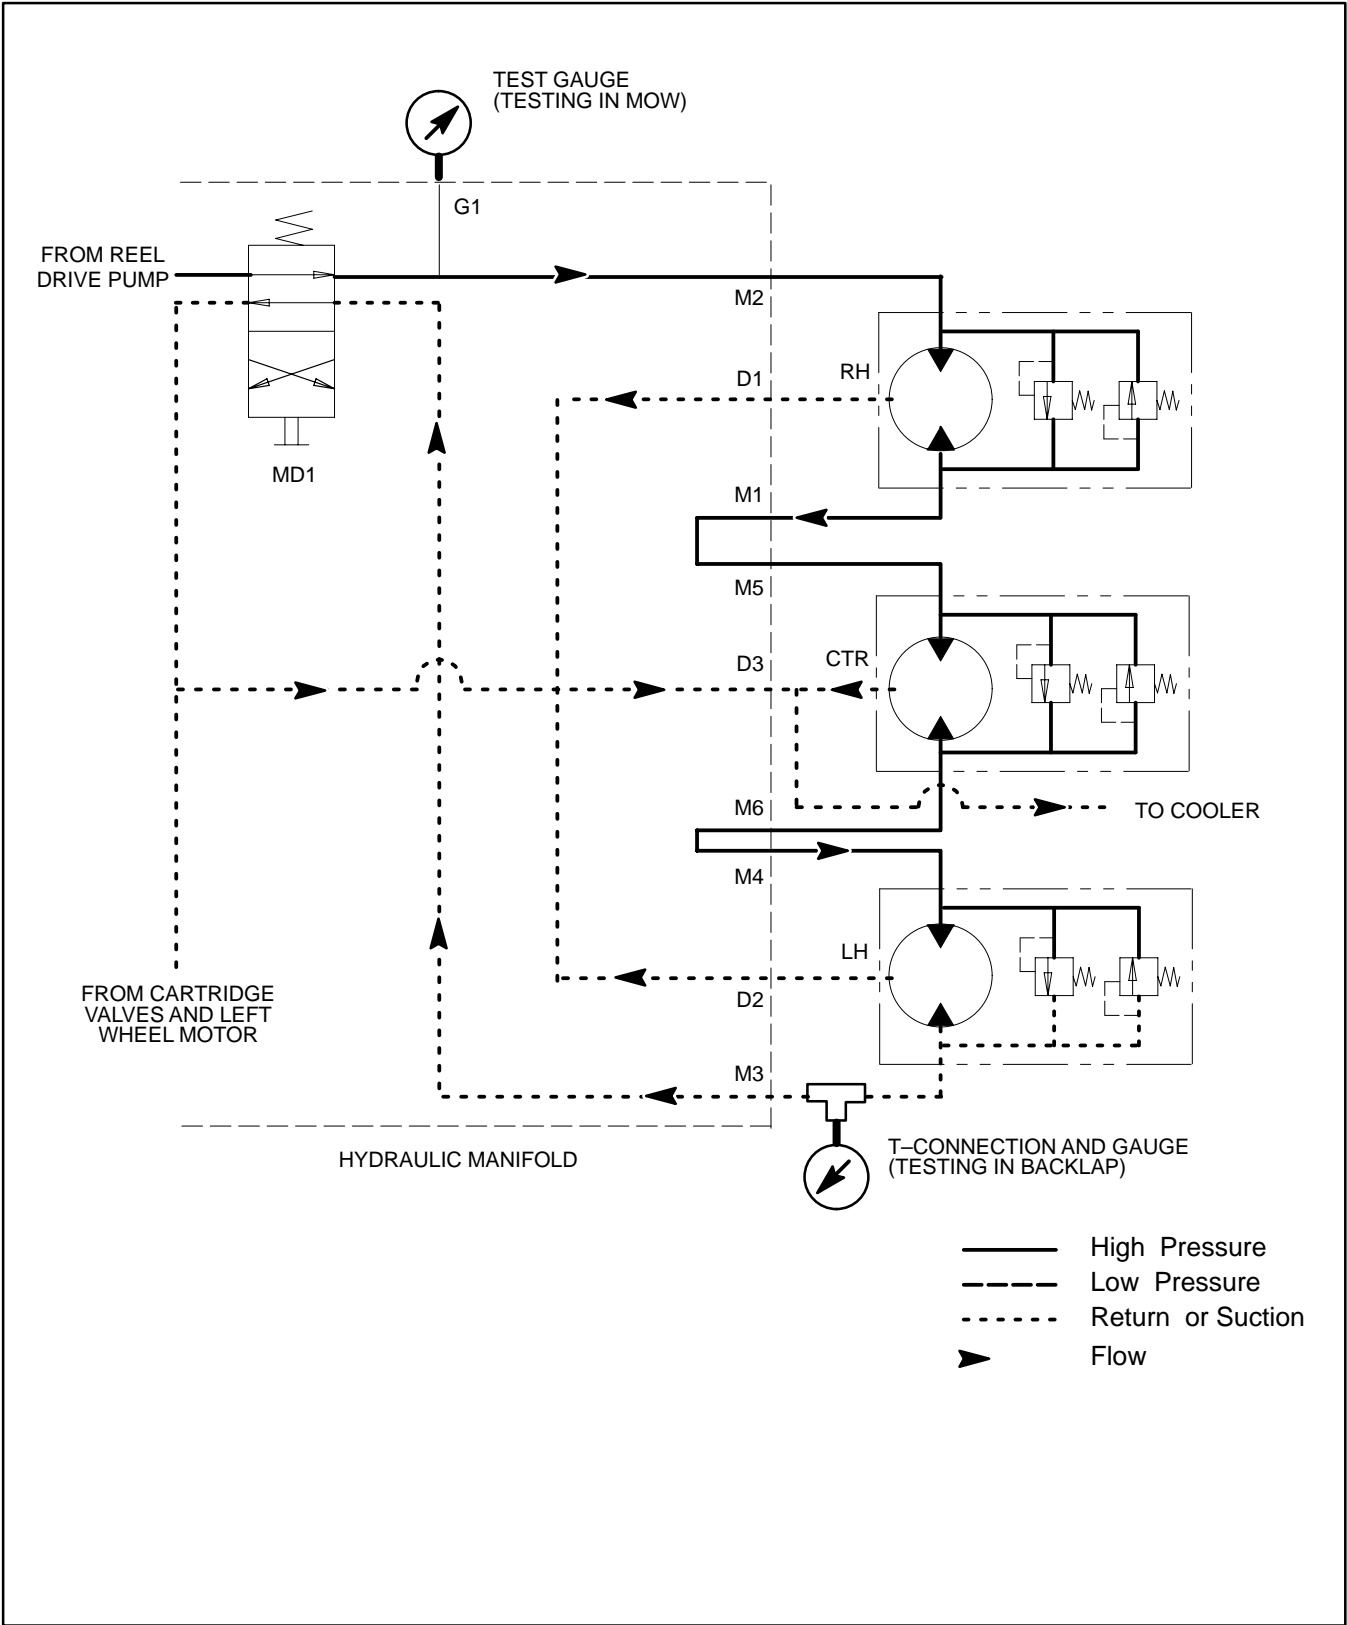 TEST GAUGE
(TESTING IN MOW)
G1
FROM REEL
DRIVE PUMP
M2
D1
RH
MD1
M1
M5
D3
CTR
M6
TO COOLER
M4
LH
FROM CARTRIDGE
VALVES AND LEFT
WHEEL MOTOR
D2
M3
HYDRAULIC MANIFOLD
T–CONNECTION AND GAUGE
(TESTING IN BACKLAP)
High Pressure
Low Pressure
Return or Suction
Flow